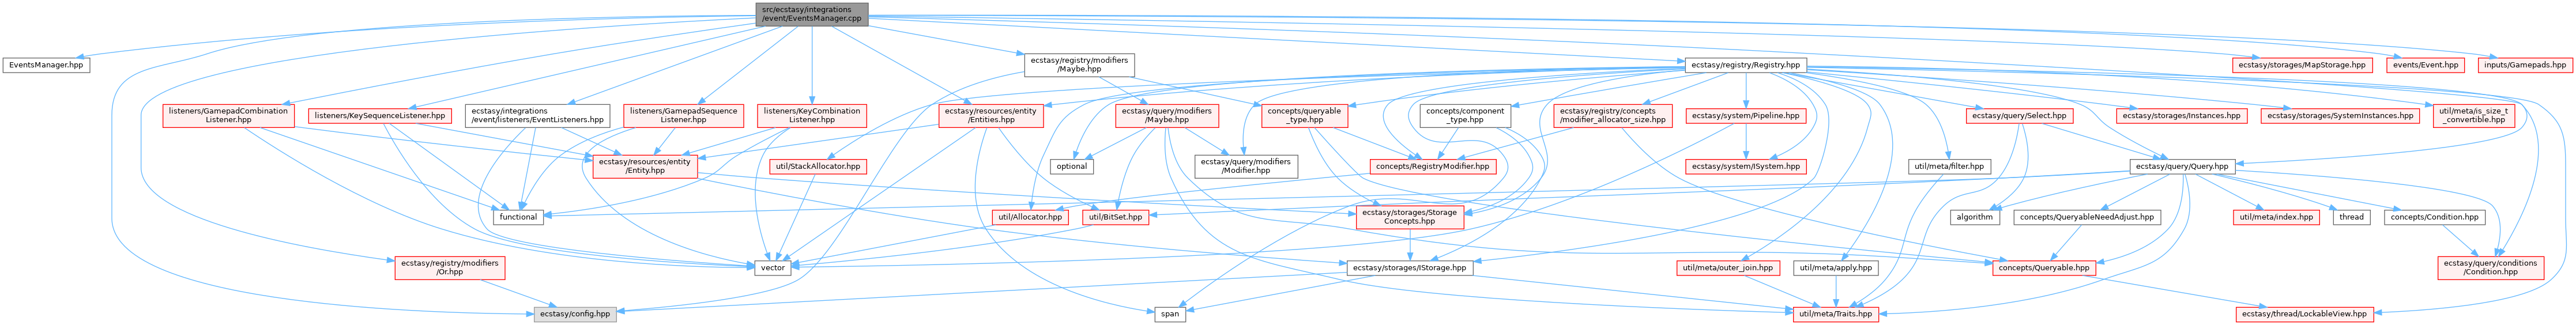 src/ecstasy/integrations
/event/EventsManager.cpp
EventsManager.hpp
ecstasy/registry/modifiers
/Maybe.hpp
ecstasy/registry/Registry.hpp
ecstasy/storages/MapStorage.hpp
events/Event.hpp
inputs/Gamepads.hpp
listeners/GamepadCombination
Listener.hpp
listeners/KeySequenceListener.hpp
ecstasy/integrations
/event/listeners/EventListeners.hpp
listeners/GamepadSequence
Listener.hpp
listeners/KeyCombination
Listener.hpp
ecstasy/resources/entity
/Entities.hpp
ecstasy/query/modifiers
/Maybe.hpp
concepts/queryable
_type.hpp
concepts/component
_type.hpp
ecstasy/registry/concepts
/modifier_allocator_size.hpp
ecstasy/system/Pipeline.hpp
ecstasy/query/Select.hpp
ecstasy/storages/Instances.hpp
ecstasy/storages/SystemInstances.hpp
util/meta/is_size_t
_convertible.hpp
ecstasy/resources/entity
/Entity.hpp
util/StackAllocator.hpp
optional
ecstasy/query/modifiers
/Modifier.hpp
concepts/RegistryModifier.hpp
ecstasy/system/ISystem.hpp
util/meta/filter.hpp
ecstasy/query/Query.hpp
functional
util/Allocator.hpp
util/BitSet.hpp
ecstasy/storages/Storage
Concepts.hpp
algorithm
concepts/QueryableNeedAdjust.hpp
util/meta/index.hpp
thread
concepts/Condition.hpp
ecstasy/registry/modifiers
/Or.hpp
vector
ecstasy/storages/IStorage.hpp
util/meta/outer_join.hpp
util/meta/apply.hpp
concepts/Queryable.hpp
ecstasy/query/conditions
/Condition.hpp
ecstasy/config.hpp
span
util/meta/Traits.hpp
ecstasy/thread/LockableView.hpp